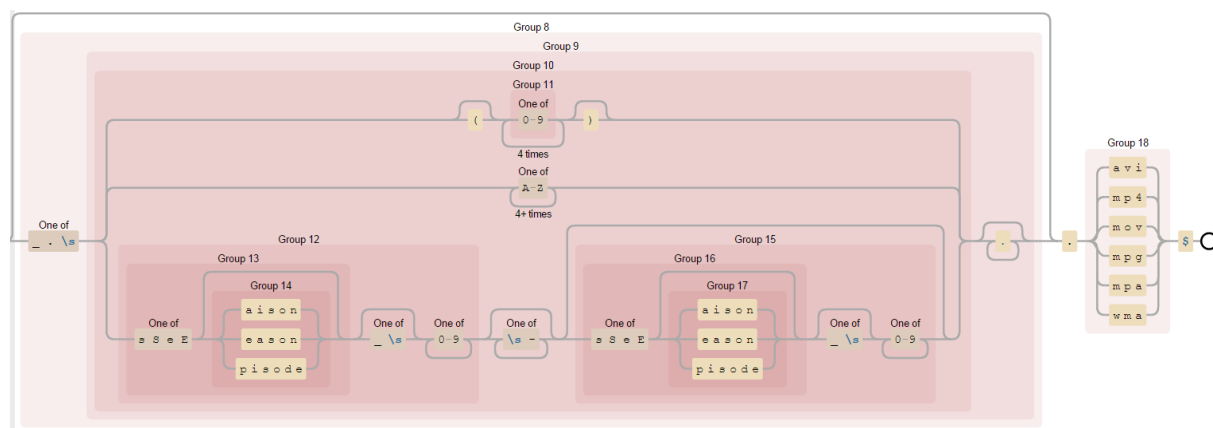 Group 8
Group 9
Group 10
Group 11
One of
( 0-9 )
4 times
One of
A-Z
4+ times
One of
_ . \s
Group 12
Group 13
Group 14
One of
s S e E
aison
eason
pisode
One of
_ \s
One of
0-9
One of
\s -
Group 15
Group 16
Group 17
One of
s S e E
aison
eason
pisode
One of
_ \s
One of
0-9
.
.
Group 18
avi
mp4
mov
mpg
mpa
wma
$